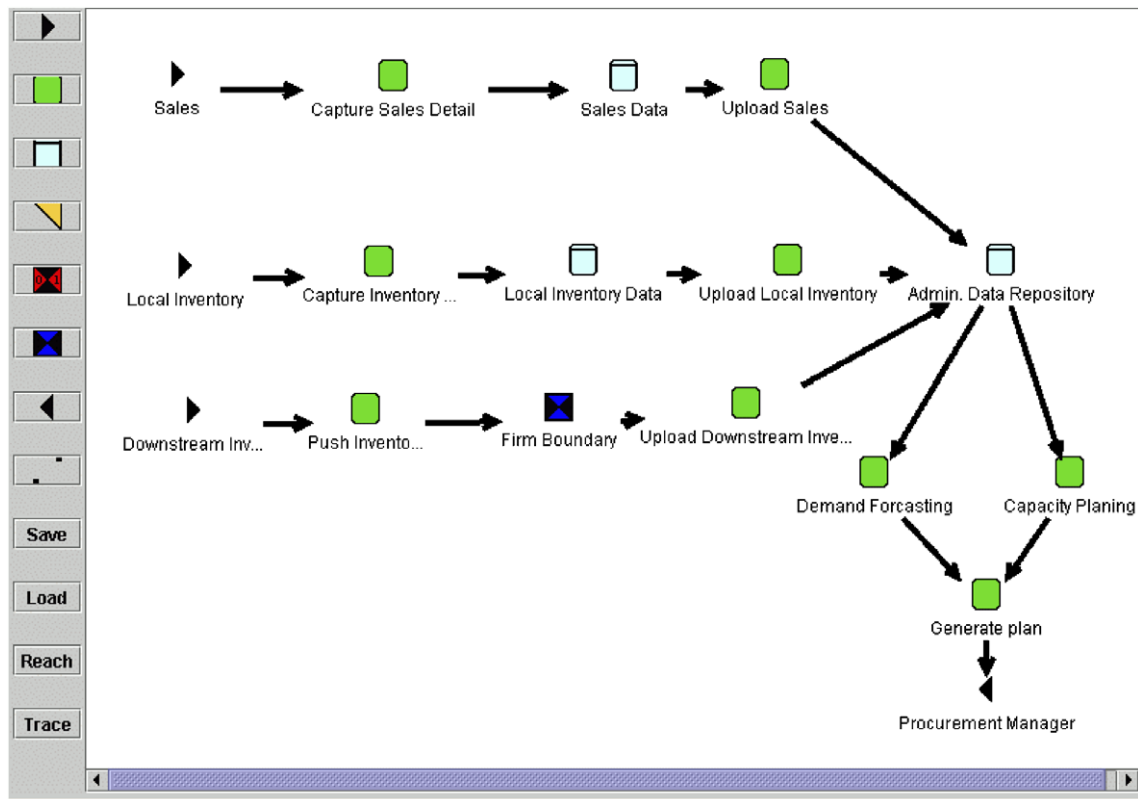 Sales
Capture Sales Detail
Sales Data
Upload Sales
0 1
Local Inventory
Capture Inventory ...
Local Inventory Data
Upload Local Inventory
Admin. Data Repository
Downstream Inv...
Push Invento...
Firm Boundary
Upload Downstream Inve...
Demand Forcasting
Capacity Planing
Save
Load
Generate plan
Reach
Trace
Procurement Manager